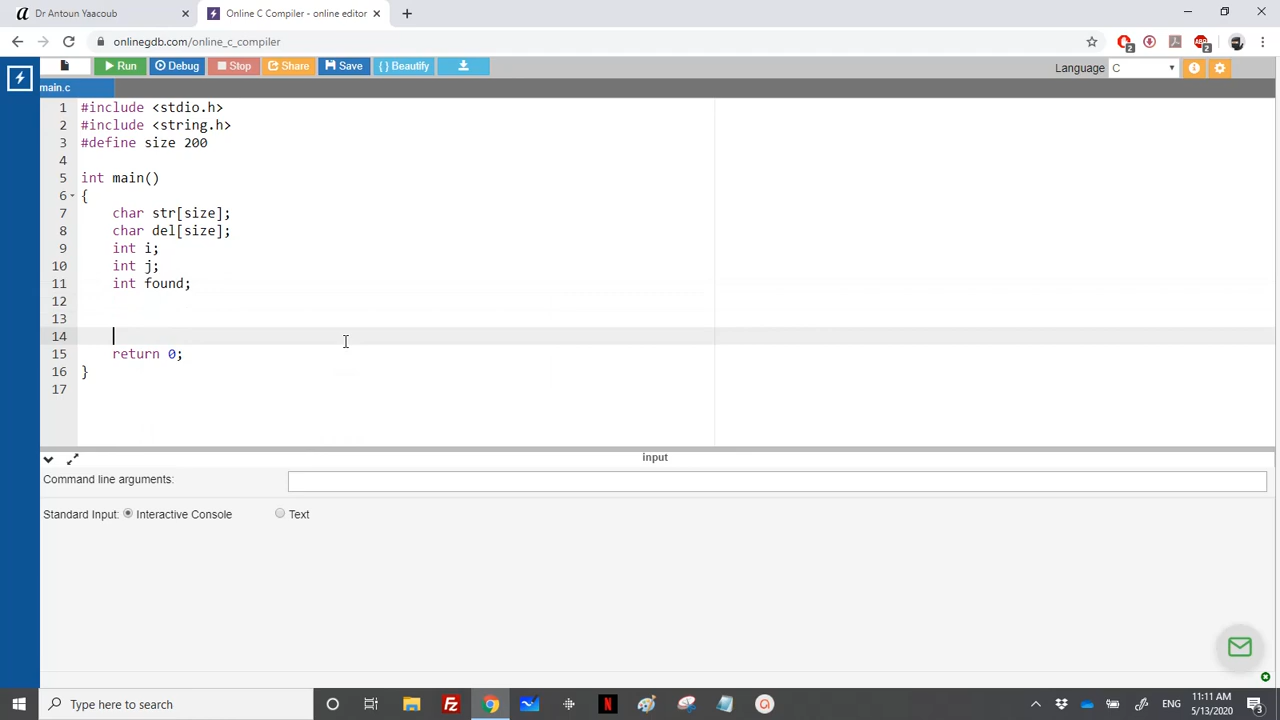 Dr Antoun Yaacoub
Online C Compiler - online editor
onlinegdb.com/online_c_compiler
Run
Debug
Stop
Share
Save
{ } Beautify
Language C
main.c
1 #include <stdio.h>
2 #include <string.h>
3 #define size 200
4
5 int main()
6 {
7 char str[size];
8 char del[size];
9 int i;
10 int j;
11 int found;
12
13
14
15 return 0;
16 }
17
input
Command line arguments:
Standard Input: Interactive Console Text
Type here to search
ENG
11:11 AM
5/13/2020